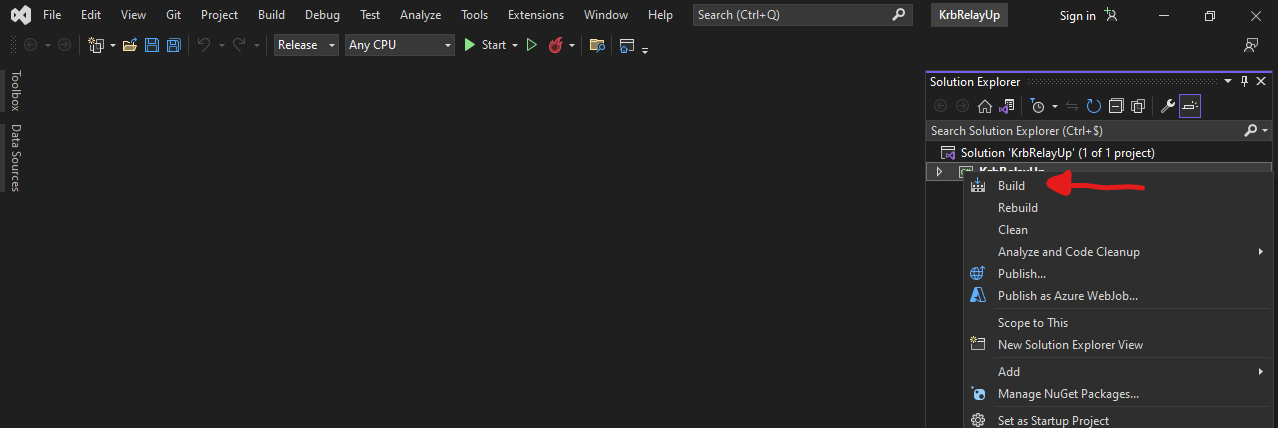 File Edit View Git Project Build Debug Test Analyze Tools Extensions Window Help Search (Ctrl+Q) KrbRelayUp Sign in
Release Any CPU Start
Toolbox
Data Sources
Solution Explorer
Search Solution Explorer (Ctrl+$)
Solution 'KrbRelayUp' (1 of 1 project)
KrbRelayUp
Build
Rebuild
Clean
Analyze and Code Cleanup
Publish...
Publish as Azure WebJob...
Scope to This
New Solution Explorer View
Add
Manage NuGet Packages...
Set as Startup Project